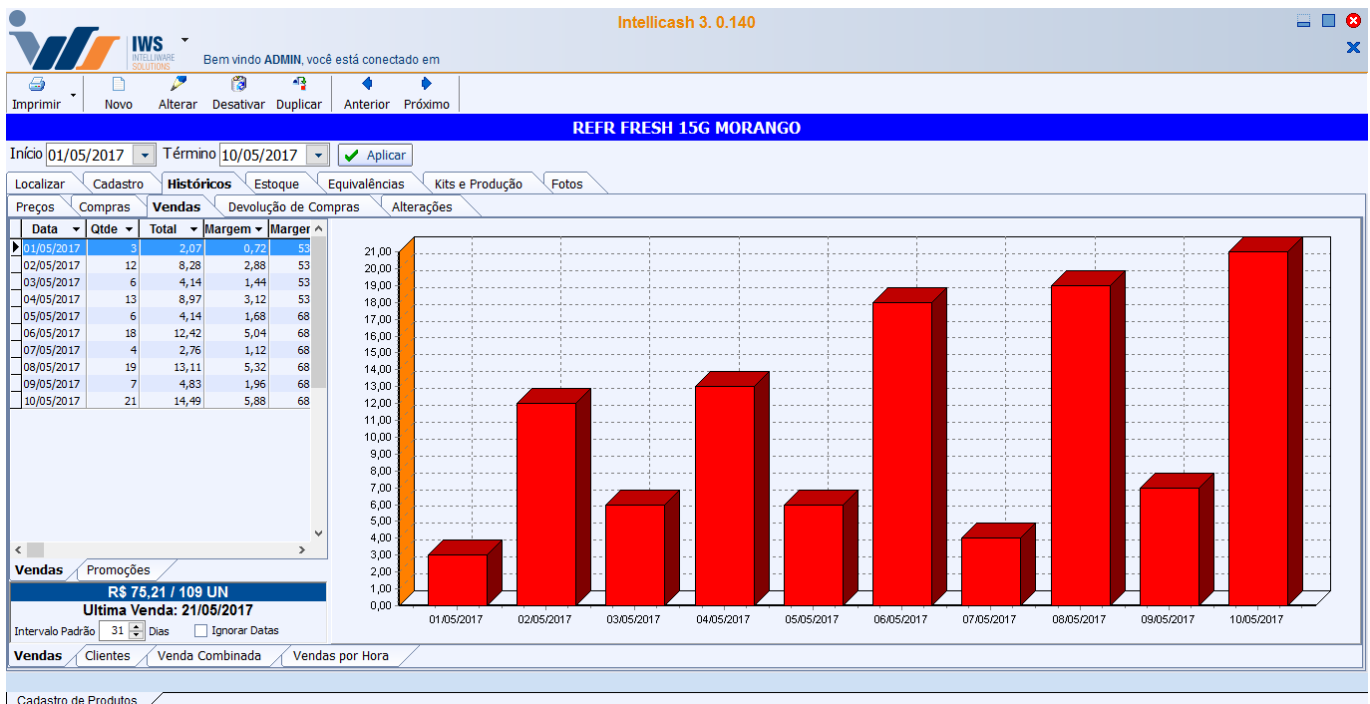 Intellicash 3. 0.140
IWS
INTELLIWARE
SOLUTIONS
Bem vindo ADMIN, você está conectado em
Imprimir Novo Alterar Desativar Duplicar Anterior Próximo
REFR FRESH 15G MORANGO
Início 01/05/2017 Término 10/05/2017 Aplicar
Localizar Cadastro Históricos Estoque Equivalências Kits e Produção Fotos
Preços Compras Vendas Devolução de Compras Alterações
Data Qtde Total Margem Marger
01/05/2017 3 2,07 0,72 53
02/05/2017 12 8,28 2,88 53
03/05/2017 6 4,14 1,44 53
04/05/2017 13 8,97 3,12 53
05/05/2017 6 4,14 1,68 68
06/05/2017 18 12,42 5,04 68
07/05/2017 4 2,76 1,12 68
08/05/2017 19 13,11 5,32 68
09/05/2017 7 4,83 1,96 68
10/05/2017 21 14,49 5,88 68
Vendas Promoções
R$ 75,21 / 109 UN
Ultima Venda: 21/05/2017
Intervalo Padrão 31 Dias Ignorar Datas
21,00
20,00
19,00
18,00
17,00
16,00
15,00
14,00
13,00
12,00
11,00
10,00
9,00
8,00
7,00
6,00
5,00
4,00
3,00
2,00
1,00
0,00
01/05/2017 02/05/2017 03/05/2017 04/05/2017 05/05/2017 06/05/2017 07/05/2017 08/05/2017 09/05/2017 10/05/2017
Vendas Clientes Venda Combinada Vendas por Hora
Cadastro de Produtos